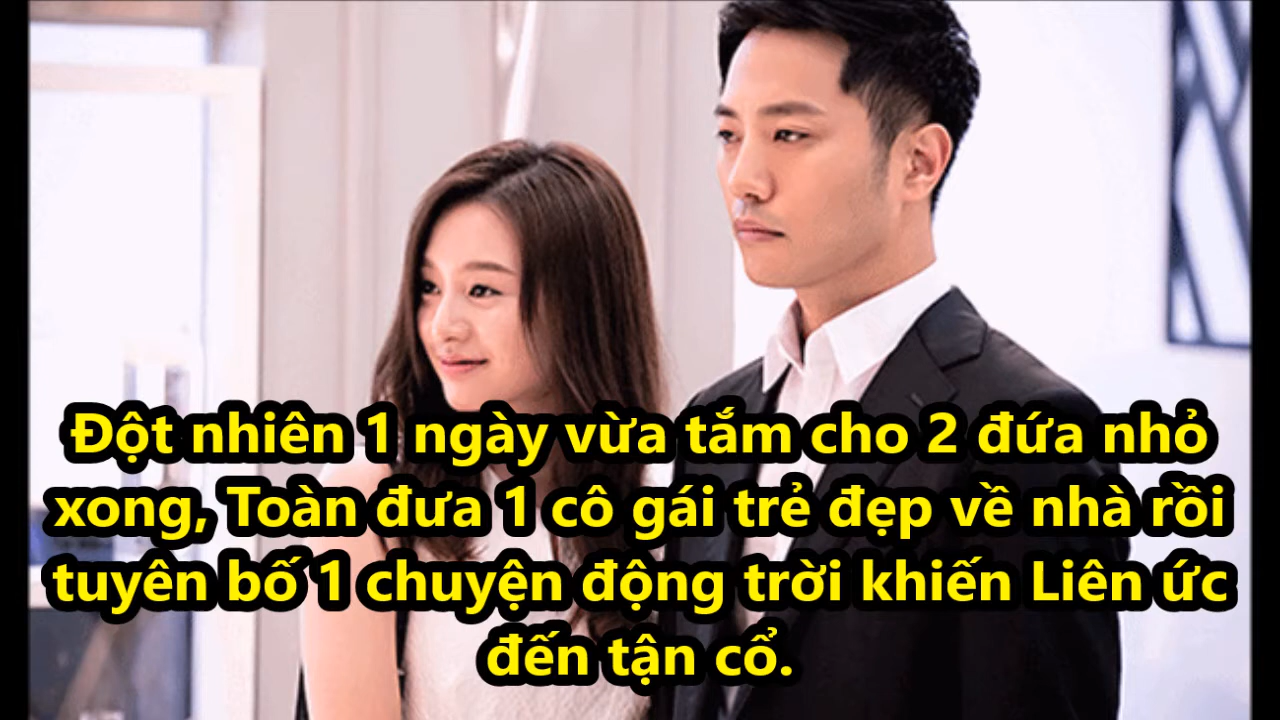 Đột nhiên 1 ngày vừa tắm cho 2 đứa nhỏ
xong, Toàn đưa 1 cô gái trẻ đẹp về nhà rồi
tuyên bố 1 chuyện động trời khiến Liên ức
đến tận cổ.